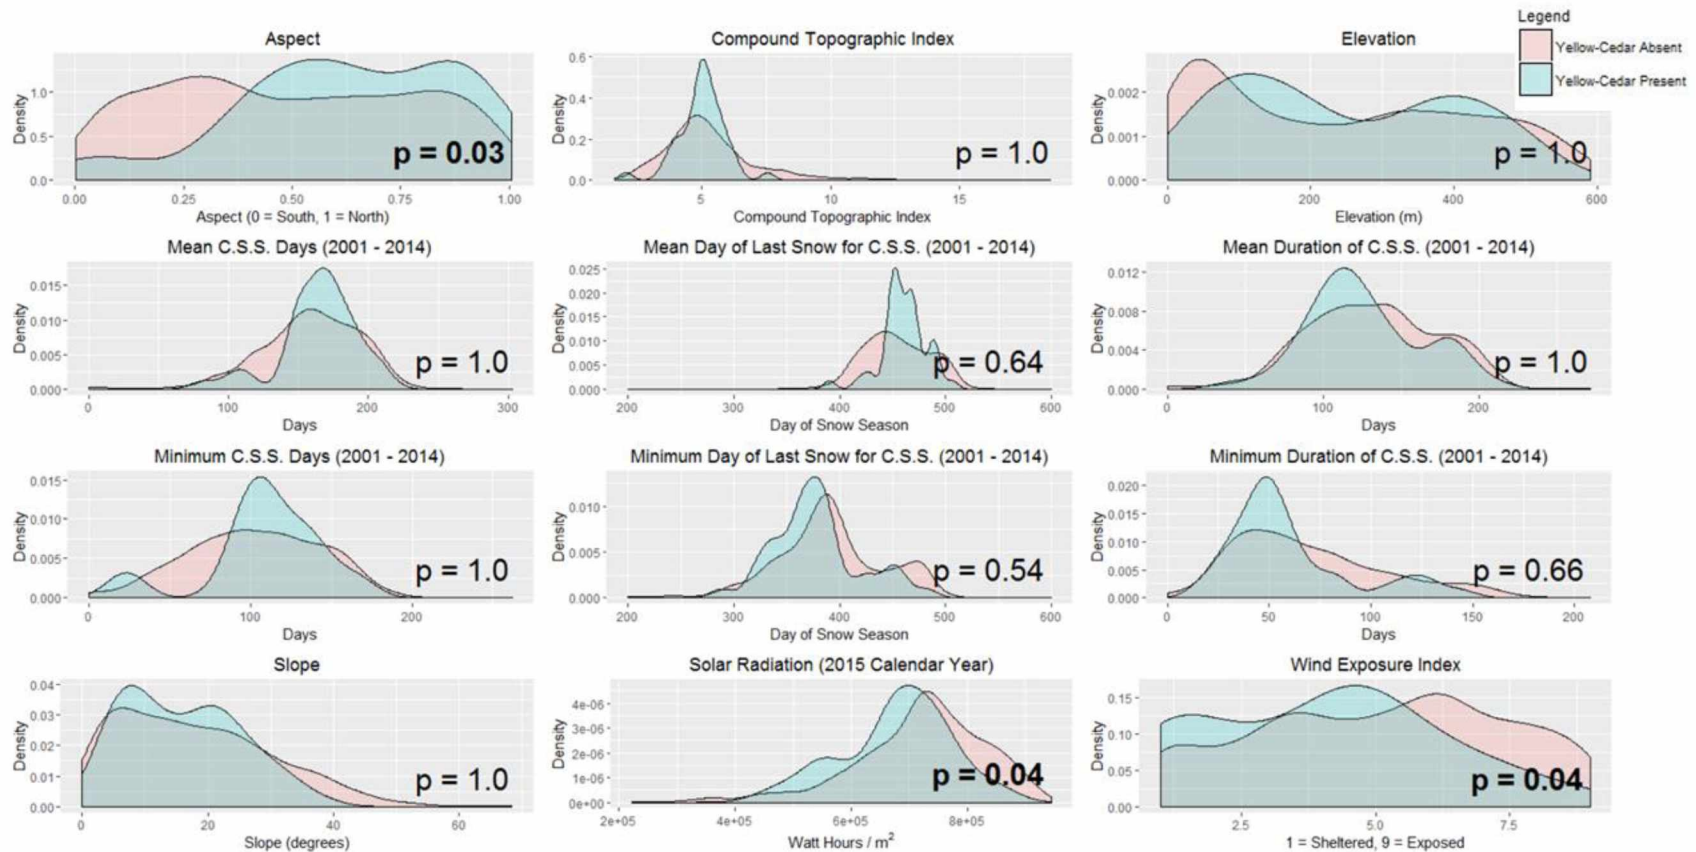 Legend
Yellow-Cedar Absent
Yellow-Cedar Present
Aspect
Density
1.0
0.5
0.0
p = 0.03
0.00 0.25 0.50 0.75 1.00
Aspect (0 = South, 1 = North)
Compound Topographic Index
Density
0.6
0.4
0.2
0.0
p = 1.0
5 10 15
Compound Topographic Index
Elevation
Density
0.002
0.001
0.000
p = 1.0
0 200 400 600
Elevation (m)
Mean C.S.S. Days (2001 - 2014)
Density
0.015
0.010
0.005
0.000
p = 1.0
0 100 200 300
Days
Mean Day of Last Snow for C.S.S. (2001 - 2014)
Density
0.025
0.020
0.015
0.010
0.005
0.000
p = 0.64
200 300 400 500 600
Day of Snow Season
Mean Duration of C.S.S. (2001 - 2014)
Density
0.012
0.008
0.004
0.000
p = 1.0
0 100 200
Days
Minimum C.S.S. Days (2001 - 2014)
Density
0.015
0.010
0.005
0.000
p = 1.0
0 100 200
Days
Minimum Day of Last Snow for C.S.S. (2001 - 2014)
Density
0.010
0.005
0.000
p = 0.54
200 300 400 500 600
Day of Snow Season
Minimum Duration of C.S.S. (2001 - 2014)
Density
0.020
0.015
0.010
0.005
0.000
p = 0.66
0 50 100 150 200
Days
Slope
Density
0.04
0.03
0.02
0.01
0.00
p = 1.0
0 20 40 60
Slope (degrees)
Solar Radiation (2015 Calendar Year)
Density
4e-06
3e-06
2e-06
1e-06
0e+00
p = 0.04
2e+05 4e+05 6e+05 8e+05
Watt Hours / m²
Wind Exposure Index
Density
0.15
0.10
0.05
0.00
p = 0.04
2.5 5.0 7.5
1 = Sheltered, 9 = Exposed